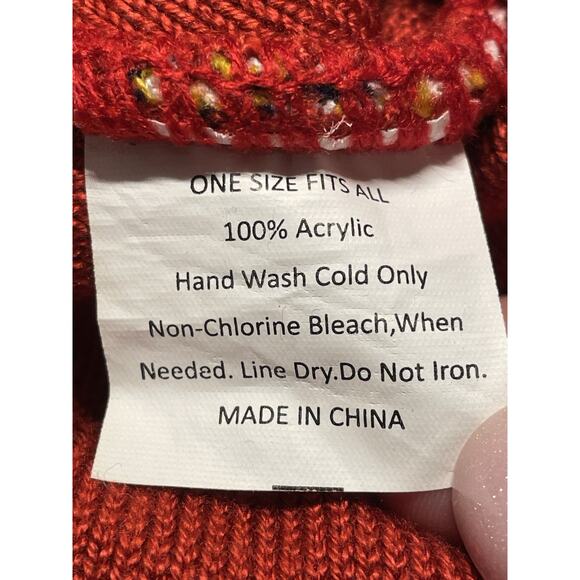 ONE SIZE FITS ALL
100% Acrylic
Hand Wash Cold Only
Non-Chlorine Bleach,When
Needed. Line Dry.Do Not Iron.
MADE IN CHINA